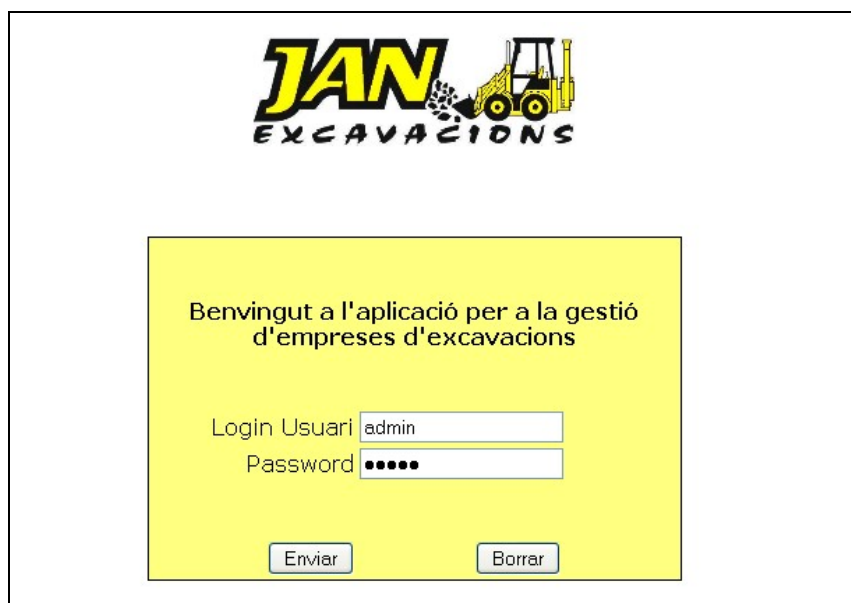 JAN
EXCAVACIONS
Benvingut a l'aplicació per a la gestió
d'empreses d'excavacions
Login Usuari admin
Password •••••
Enviar Borrar